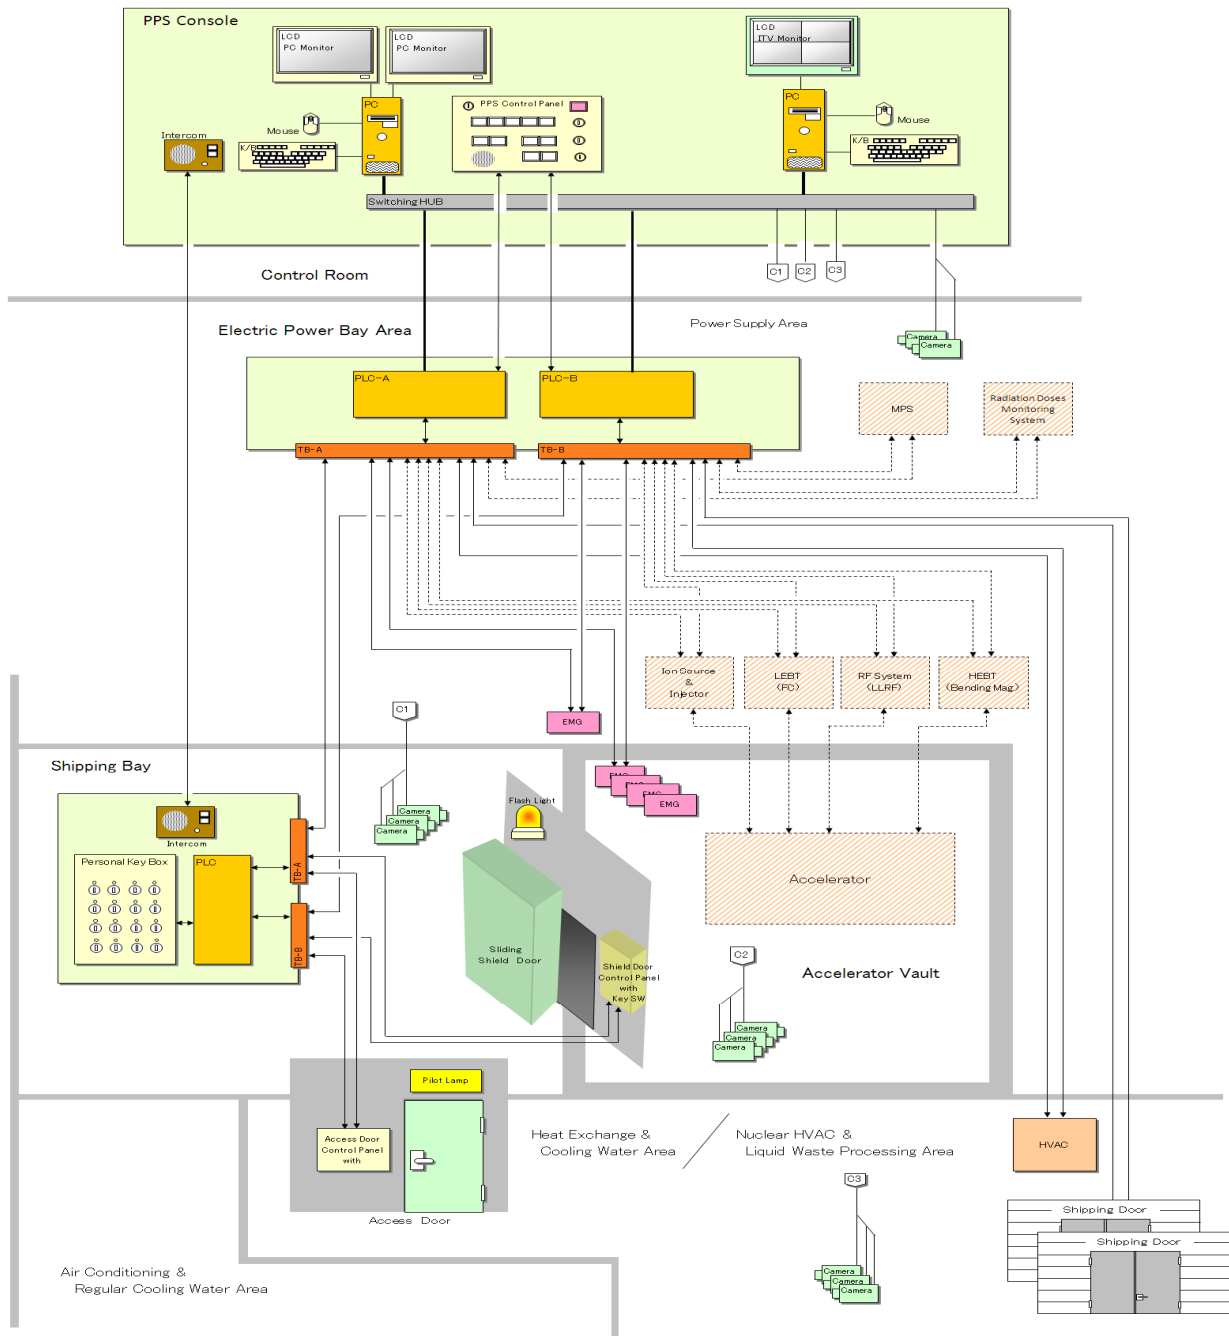 PPS Console
LCD
PC Monitor
LCD
PC Monitor
LCD
ITV Monitor
PC
PPS Control Panel
PC
Mouse
Mouse
Intercom
K/B
K/B
Switching HUB
C1
C2
C3
Control Room
Electric Power Bay Area
Power Supply Area
Camera
Camera
PLC-A
PLC-B
MPS
Radiation Doses
Monitoring
System
TB-A
TB-B
Ion Source
&
Injector
LEBT
(FC)
RF System
(LLRF)
HEBT
(Bending Mag.)
C1
EMG
Shipping Bay
EMG
EMG
EMG
EMG
Flash Light
Camera
Camera
Camera
Intercom
Personal Key Box
PLC
TB-A
TB-B
Accelerator
Sliding
Shield Door
Shield Door
Control Panel
with
Key SW
C2
Accelerator Vault
Camera
Camera
Camera
Pilot Lamp
Access Door
Control Panel
with
Access Door
Heat Exchange &
Cooling Water Area
Nuclear HVAC &
Liquid Waste Processing Area
HVAC
C3
Shipping Door
Shipping Door
Air Conditioning &
Regular Cooling Water Area
Camera
Camera
Camera